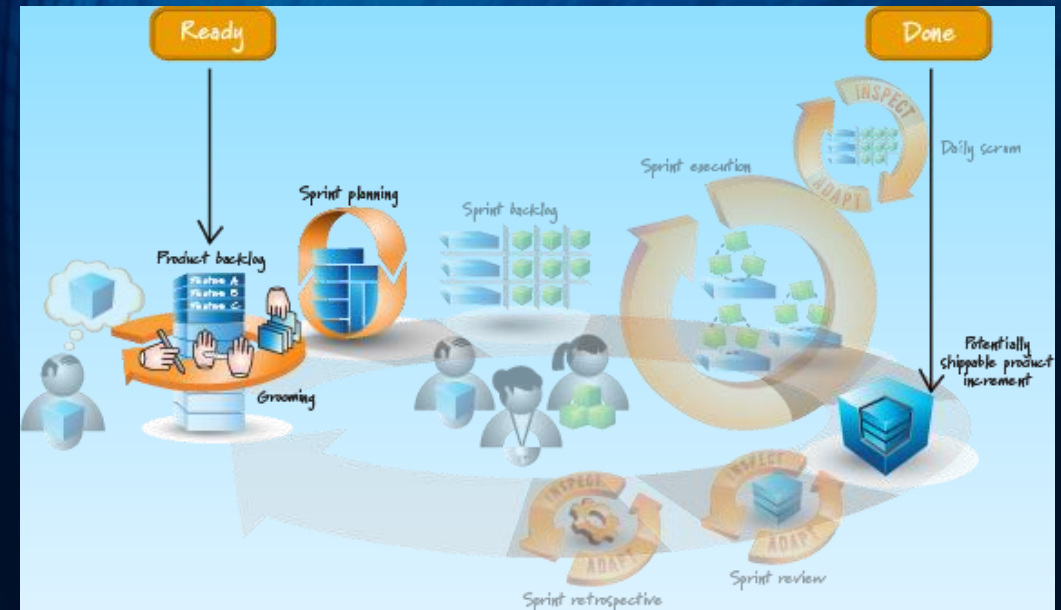 Ready
Done
INSPECT
ADAPT
Daily scrum
Sprint execution
Sprint planning
Sprint backlog
Product backlog
Feature A
Feature B
Feature C
Grooming
Potentially
shippable product
increment
INSPECT
ADAPT
Sprint review
INSPECT
ADAPT
Sprint retrospective